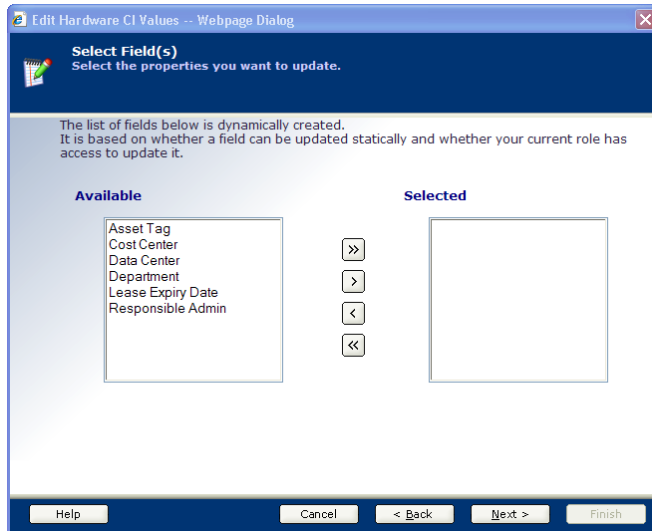 Edit Hardware CI Values -- Webpage Dialog
Select Field(s)
Select the properties you want to update.
The list of fields below is dynamically created.
It is based on whether a field can be updated statically and whether your current role has
access to update it.
Available
Selected
Asset Tag
Cost Center
Data Center
Department
Lease Expiry Date
Responsible Admin
>>
>
<
<<
Help
Cancel
< Back
Next >
Finish